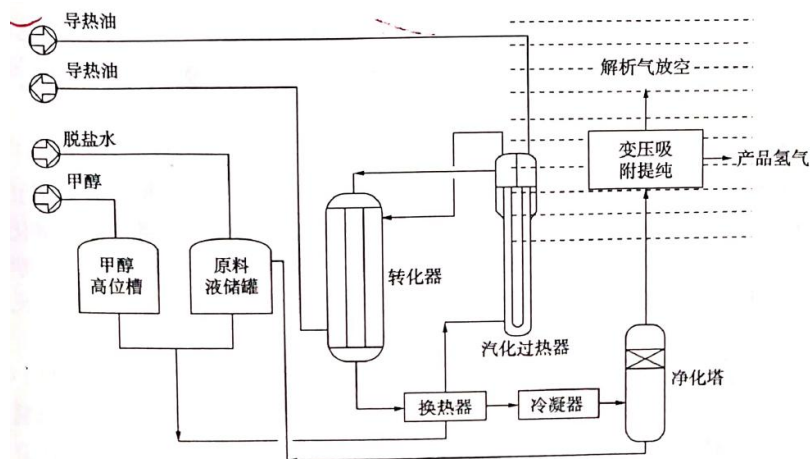 导热油
导热油
脱盐水
甲醇
甲醇
高位槽
原料
液储罐
转化器
汽化过热器
换热器
冷凝器
净化塔
变压吸
附提纯
解析气放空
产品氢气